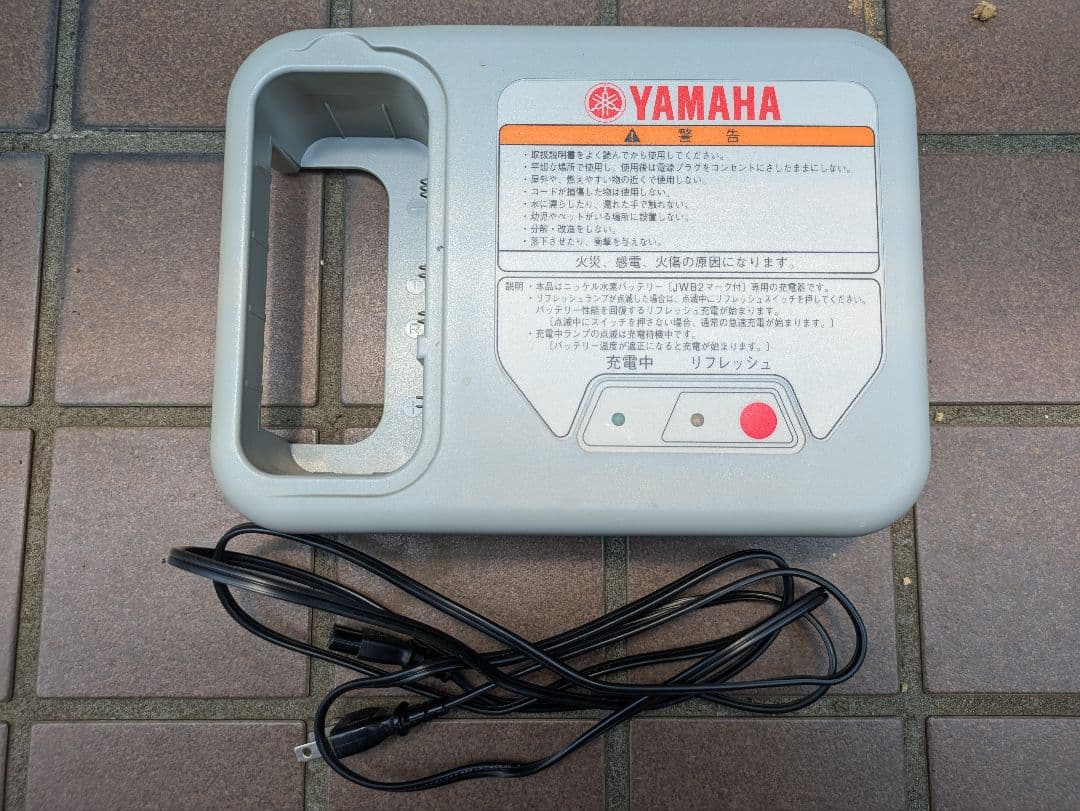 YAMAHA
⚠ 警告
・取扱説明書をよく読んでから使用してください。
・平坦な場所で使用し、使用後は電源プラグをコンセントにさしたままにしない。
・屋外や、燃えやすい物の近くで使用しない。
・コードが損傷した物は使用しない。
・水に濡らしたり、濡れた手で触れない。
・幼児やペットがいる場所に設置しない。
・分解・改造をしない。
・落下させたり、衝撃を与えない。
火災、感電、火傷の原因になります。
説明・本品はニッケル水素バッテリー〔JWB2マーク付〕専用の充電器です。
・リフレッシュランプが点滅した場合は、点滅中にリフレッシュスイッチを押してください。
バッテリー性能を回復するリフレッシュ充電が始まります。
〔点滅中にスイッチを押さない場合、通常の急速充電が始まります。〕
・充電中ランプの点滅は充電待機中です。
〔バッテリー温度が適正になると充電が始まります。〕
充電中 リフレッシュ
T
R